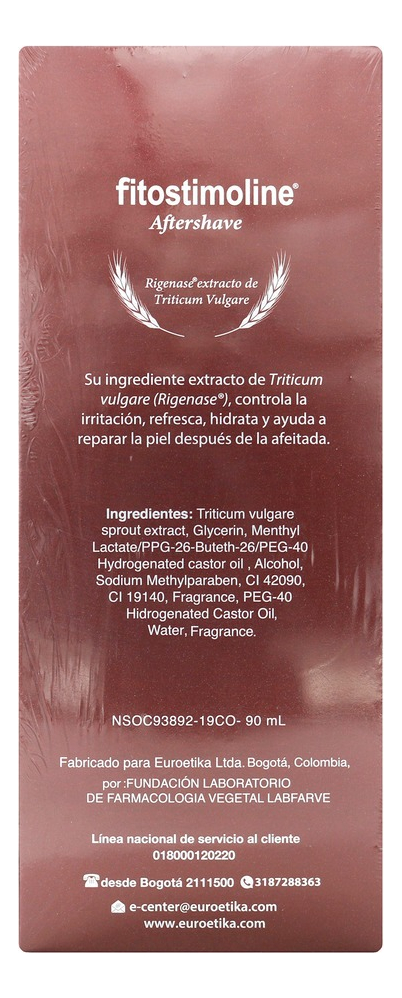 fitostimoline®
Aftershave
Rigenase® extracto de
Triticum Vulgare
Su ingrediente extracto de Triticum
vulgare (Rigenase®), controla la
irritación, refresca, hidrata y ayuda a
reparar la piel después de la afeitada.
Ingredientes: Triticum vulgare
sprout extract, Glycerin, Menthyl
Lactate/PPG-26-Buteth-26/PEG-40
Hydrogenated castor oil , Alcohol,
Sodium Methylparaben, CI 42090,
CI 19140, Fragrance, PEG-40
Hidrogenated Castor Oil,
Water, Fragrance.
NSOC93892-19CO- 90 mL
Fabricado para Euroetika Ltda. Bogotá, Colombia,
por :FUNDACIÓN LABORATORIO
DE FARMACOLOGIA VEGETAL LABFARVE
Línea nacional de servicio al cliente
018000120220
desde Bogotá 2111500 3187288363
e-center@euroetika.com
www.euroetika.com